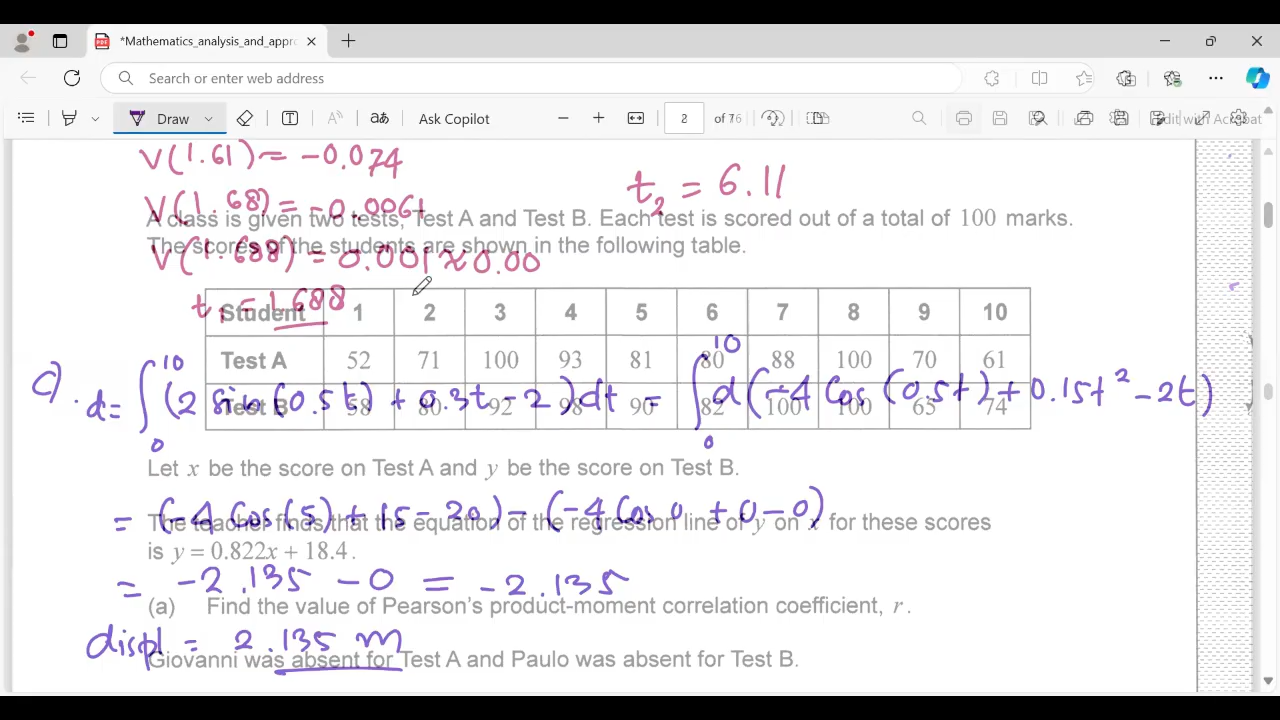 *Mathematics_analysis_and_appr
Search or enter web address
Draw
Ask Copilot
2 of 76
Edit with Acrobat
V(1.61) = -0.074
t2 = 6.11
V(1.68) = -0.0061
A class is given two tests, Test A and Test B. Each test is scored out of a total of 100 marks.
The scores of the students are shown in the following table.
V(1.688) = 0.001 ≈ 0.00
t1 = 1.688
Student 1 2 3 4 5 6 7 8 9 10
Test A 52 71 100 93 81 80 88 100 70 61
Test B 58 80 92 98 90 82 100 100 65 74
c). d = ∫₀¹⁰ (2 sin(0.5t) + 0.3t - 2) dt = ∫₀¹⁰ d(-4 Cos(0.5t) + 0.15t² - 2t)
Let x be the score on Test A and y be the score on Test B.
= (-4 Cos(5) + 15 - 20) - (-4 Cos 0 + 0 - 0)
The teacher finds that the equation of the regression line of y on x for these scores
is y = 0.822x + 18.4.
= -2.135 - 0 = -2.135
(a) Find the value of Pearson's product-moment correlation coefficient, r.
displ = 2.135 m
Giovanni was absent for Test A and was absent for Test B.